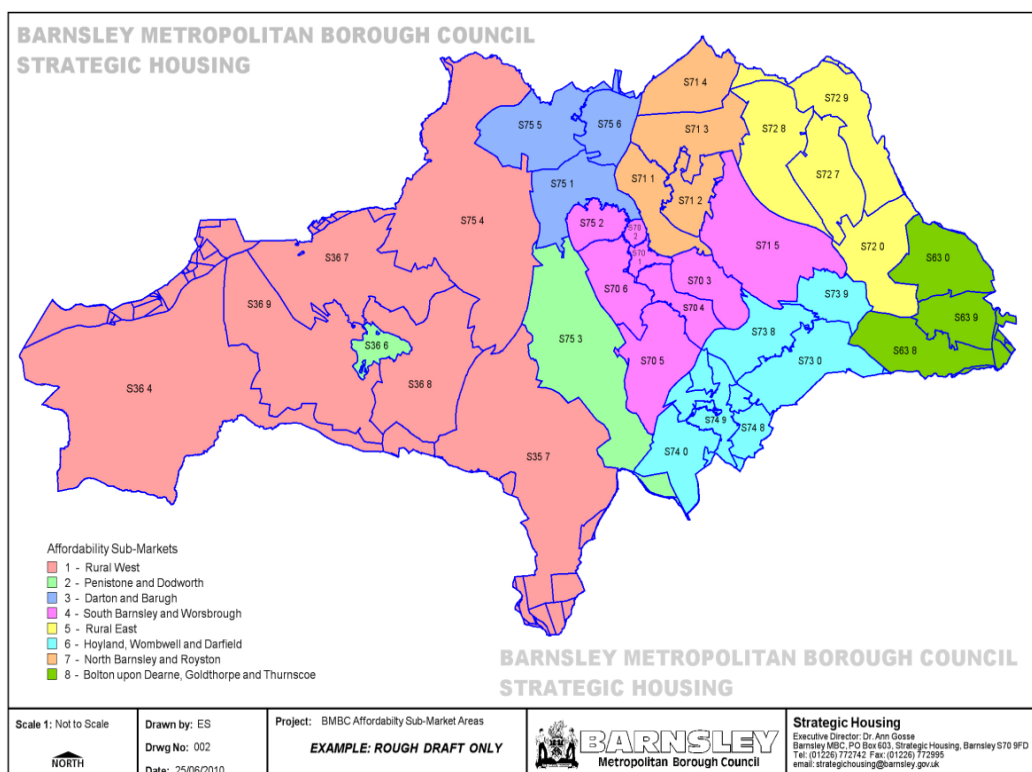 BARNSLEY METROPOLITAN BOROUGH COUNCIL
STRATEGIC HOUSING
S71 4
S72 9
S75 5
S75 6
S71 3
S72 8
S75 1
S71 1
S71 2
S72 7
S75 4
S75 2
S70 2
S70 1
S71 5
S72 0
S36 7
S63 0
S36 9
S70 6
S70 3
S73 9
S70 4
S63 9
S36 6
S75 3
S73 8
S63 8
S36 4
S36 8
S70 5
S73 0
S74 9
S74 8
S35 7
S74 0
Affordability Sub-Markets
1 - Rural West
2 - Penistone and Dodworth
3 - Darton and Barugh
4 - South Barnsley and Worsbrough
5 - Rural East
6 - Hoyland, Wombwell and Darfield
7 - North Barnsley and Royston
8 - Bolton upon Dearne, Goldthorpe and Thurnscoe
BARNSLEY METROPOLITAN BOROUGH COUNCIL
STRATEGIC HOUSING
Scale 1: Not to Scale
NORTH
Drawn by: ES
Drwg No: 002
Date: 25/06/2010
Project: BMBC Affordabilty Sub-Market Areas
EXAMPLE: ROUGH DRAFT ONLY
BARNSLEY
Metropolitan Borough Council
Strategic Housing
Executive Director: Dr. Ann Gosse
Barnsley MBC, PO Box 603, Strategic Housing, Barnsley S70 9FD
Tel: (01226) 772742 Fax: (01226) 772995
email: strategichousing@barnsley.gov.uk